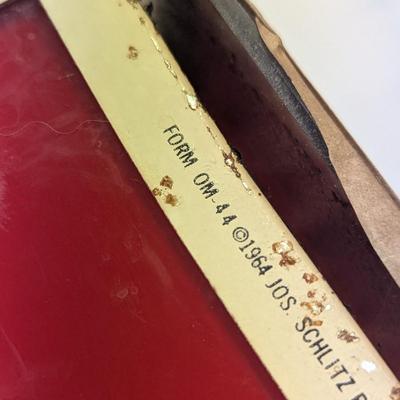 FORM OM-44 ©1964 JOS. SCHLITZ